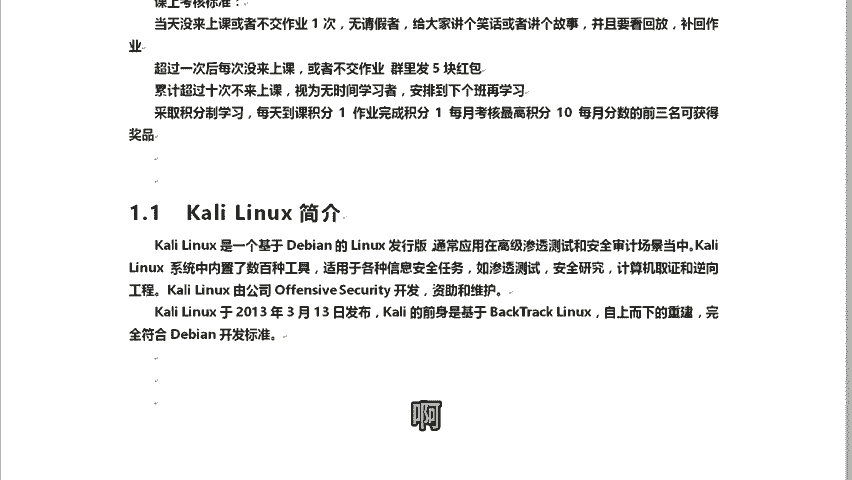 课上考核标准：
当天没来上课或者不交作业 1 次，无请假者，给大家讲个笑话或者讲个故事，并且要看回放，补回作
业
超过一次后每次没来上课，或者不交作业 群里发 5 块红包
累计超过十次不来上课，视为无时间学习者，安排到下个班再学习
采取积分制学习，每天到课积分 1 作业完成积分 1 每月考核最高积分 10 每月分数的前三名可获得
奖品
1.1 Kali Linux 简介
Kali Linux 是一个基于 Debian 的 Linux 发行版 通常应用在高级渗透测试和安全审计场景当中。Kali
Linux 系统中内置了数百种工具，适用于各种信息安全任务，如渗透测试，安全研究，计算机取证和逆向
工程。Kali Linux 由公司 Offensive Security 开发，资助和维护。
Kali Linux 于 2013 年 3 月 13 日发布，Kali 的前身是基于 BackTrack Linux，自上而下的重建，完
全符合 Debian 开发标准。
啊